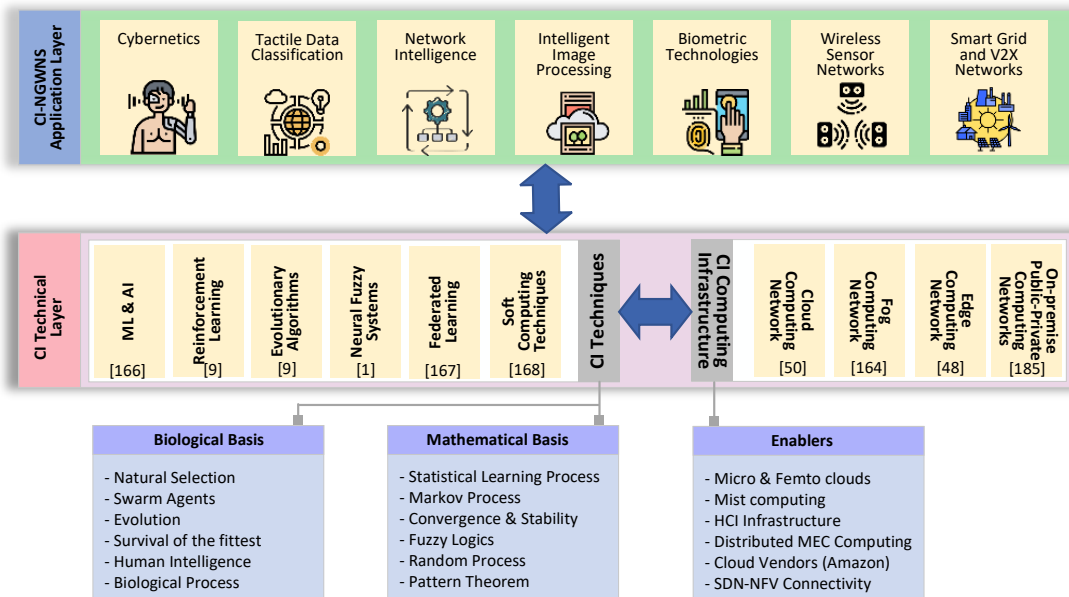 CI-NGWNS
Application Layer
Cybernetics
Tactile Data
Classification
Network
Intelligence
Intelligent
Image
Processing
Biometric
Technologies
Wireless
Sensor
Networks
Smart Grid
and V2X
Networks
CI Technical
Layer
ML & AI
[166]
Reinforcement
Learning
[9]
Evolutionary
Algorithms
[9]
Neural Fuzzy
Systems
[1]
Federated
Learning
[167]
Soft
Computing
Techniques
[168]
CI Techniques
CI Computing
Infrastructure
Cloud
Computing
Network
[50]
Fog
Computing
Network
[164]
Edge
Computing
Network
[48]
On-premise
Public-Private
Computing
Networks
[185]
Biological Basis
- Natural Selection
- Swarm Agents
- Evolution
- Survival of the fittest
- Human Intelligence
- Biological Process
Mathematical Basis
- Statistical Learning Process
- Markov Process
- Convergence & Stability
- Fuzzy Logics
- Random Process
- Pattern Theorem
Enablers
- Micro & Femto clouds
- Mist computing
- HCI Infrastructure
- Distributed MEC Computing
- Cloud Vendors (Amazon)
- SDN-NFV Connectivity